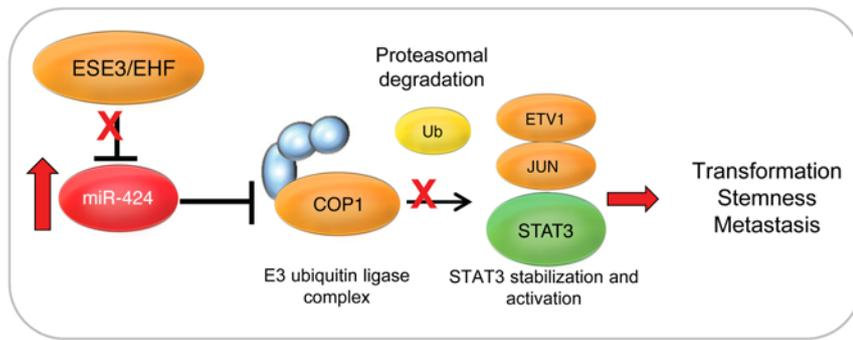 ESE3/EHF
X
miR-424
COP1
E3 ubiquitin ligase
complex
Proteasomal
degradation
Ub
X
ETV1
JUN
STAT3
STAT3 stabilization and
activation
Transformation
Stemness
Metastasis